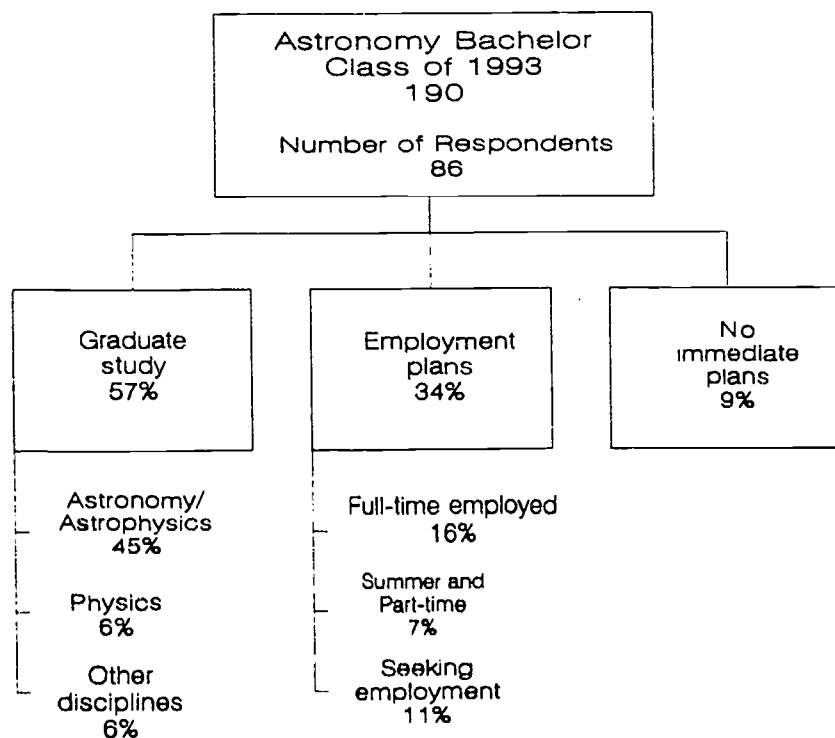 Astronomy Bachelor
Class of 1993
190
Number of Respondents
86
Graduate
study
57%
Employment
plans
34%
No
immediate
plans
9%
Astronomy/
Astrophysics
45%
Physics
6%
Other
disciplines
6%
Full-time employed
16%
Summer and
Part-time
7%
Seeking
employment
11%